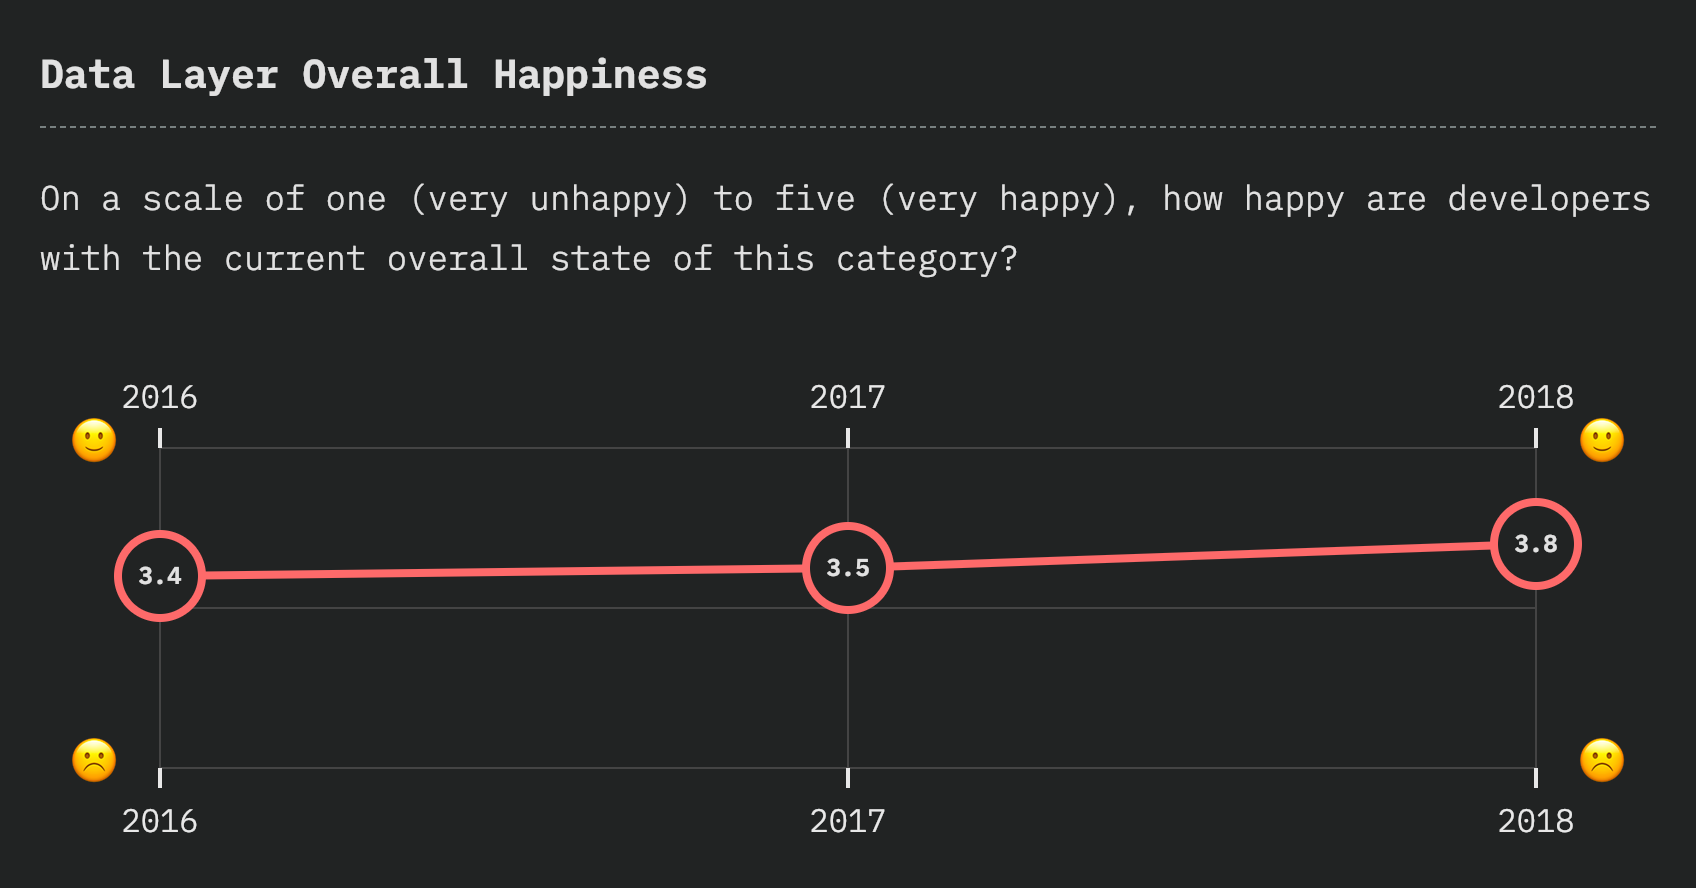 Data Layer Overall Happiness
On a scale of one (very unhappy) to five (very happy), how happy are developers
with the current overall state of this category?
2016 2017 2018
3.4 3.5 3.8
2016 2017 2018